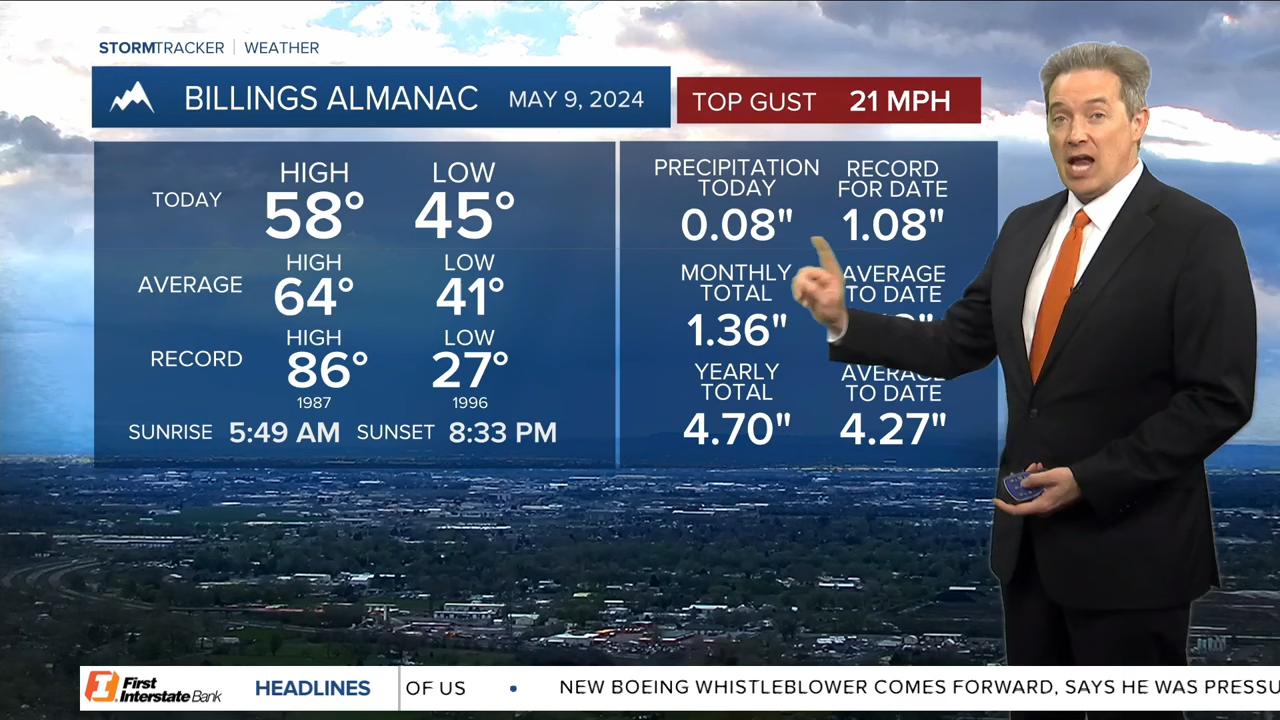 STORMTRACKER | WEATHER
BILLINGS ALMANAC MAY 9, 2024
TOP GUST 21 MPH
HIGH LOW
TODAY 58° 45°
HIGH LOW
AVERAGE 64° 41°
HIGH LOW
RECORD 86° 27°
1987 1996
SUNRISE 5:49 AM SUNSET 8:33 PM
PRECIPITATION TODAY
0.08"
RECORD FOR DATE
1.08"
MONTHLY TOTAL
1.36"
AVERAGE TO DATE
YEARLY TOTAL
4.70"
AVERAGE TO DATE
4.27"
First Interstate Bank
HEADLINES
OF US • NEW BOEING WHISTLEBLOWER COMES FORWARD, SAYS HE WAS PRESSU